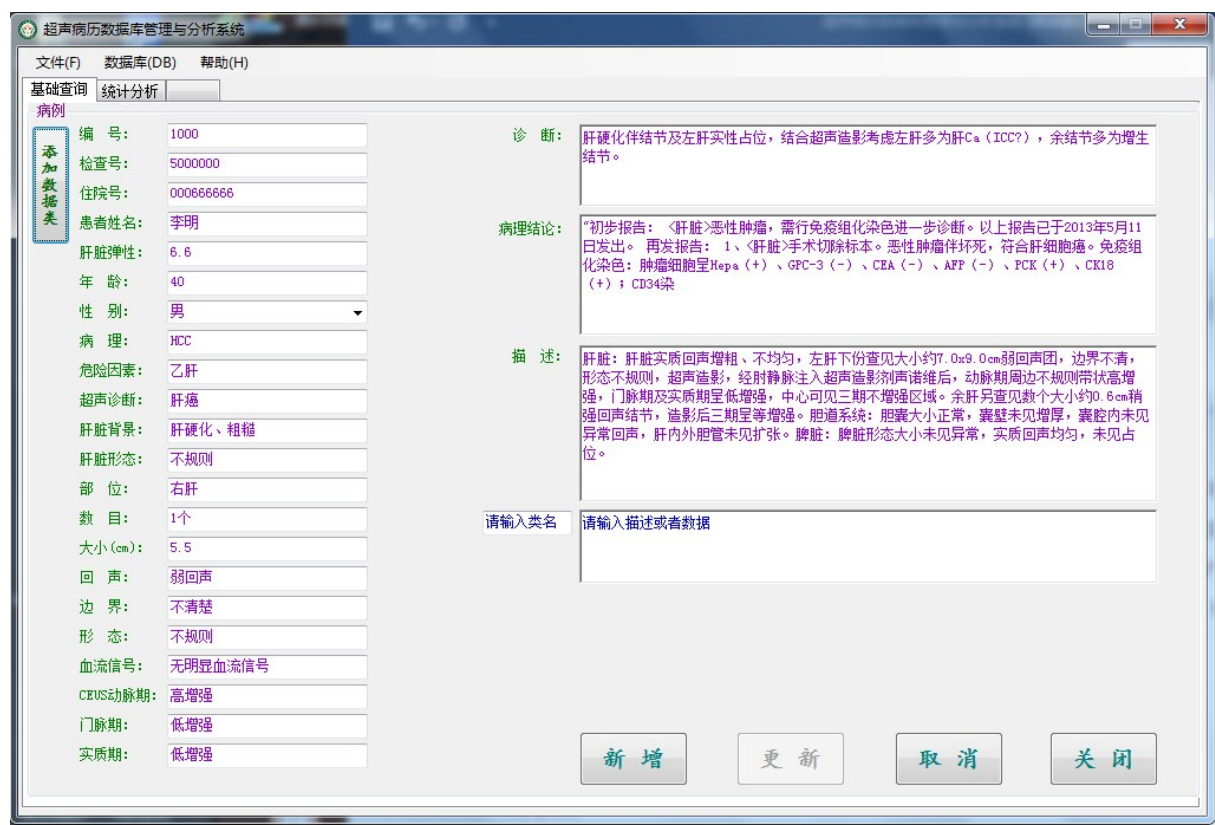 超声病历数据库管理与分析系统
文件(F) 数据库(DB) 帮助(H)
基础查询 统计分析
病例
添加数据类
编 号: 1000
检查号: 5000000
住院号: 000666666
患者姓名: 李明
肝脏弹性: 6.6
年 龄: 40
性 别: 男
病 理: HCC
危险因素: 乙肝
超声诊断: 肝癌
肝脏背景: 肝硬化、粗糙
肝脏形态: 不规则
部 位: 右肝
数 目: 1个
大小(cm): 5.5
回 声: 弱回声
边 界: 不清楚
形 态: 不规则
血流信号: 无明显血流信号
CEUS动脉期: 高增强
门脉期: 低增强
实质期: 低增强
诊 断: 肝硬化伴结节及左肝实性占位，结合超声造影考虑左肝多为肝Ca（ICC?），余结节多为增生
结节。
病理结论: “初步报告：〈肝脏〉恶性肿瘤，需行免疫组化染色进一步诊断。以上报告已于2013年5月11
日发出。 再发报告： 1、〈肝脏〉手术切除标本。恶性肿瘤伴坏死，符合肝细胞癌。免疫组
化染色：肿瘤细胞呈Hepa（+）、GPC-3（-）、CEA（-）、AFP（-）、PCK（+）、CK18
（+）；CD34染
描 述: 肝脏：肝脏实质回声增粗、不均匀，左肝下份查见大小约7.0x9.0cm弱回声团，边界不清，
形态不规则，超声造影，经肘静脉注入超声造影剂声诺维后，动脉期周边不规则带状高增
强，门脉期及实质期呈低增强，中心可见三期不增强区域。余肝另查见数个大小约0.6cm稍
强回声结节，造影后三期呈等增强。胆道系统：胆囊大小正常，囊壁未见增厚，囊腔内未见
异常回声，肝内外胆管未见扩张。脾脏：脾脏形态大小未见异常，实质回声均匀，未见占
位。
请输入类名 请输入描述或者数据
新 增 更 新 取 消 关 闭